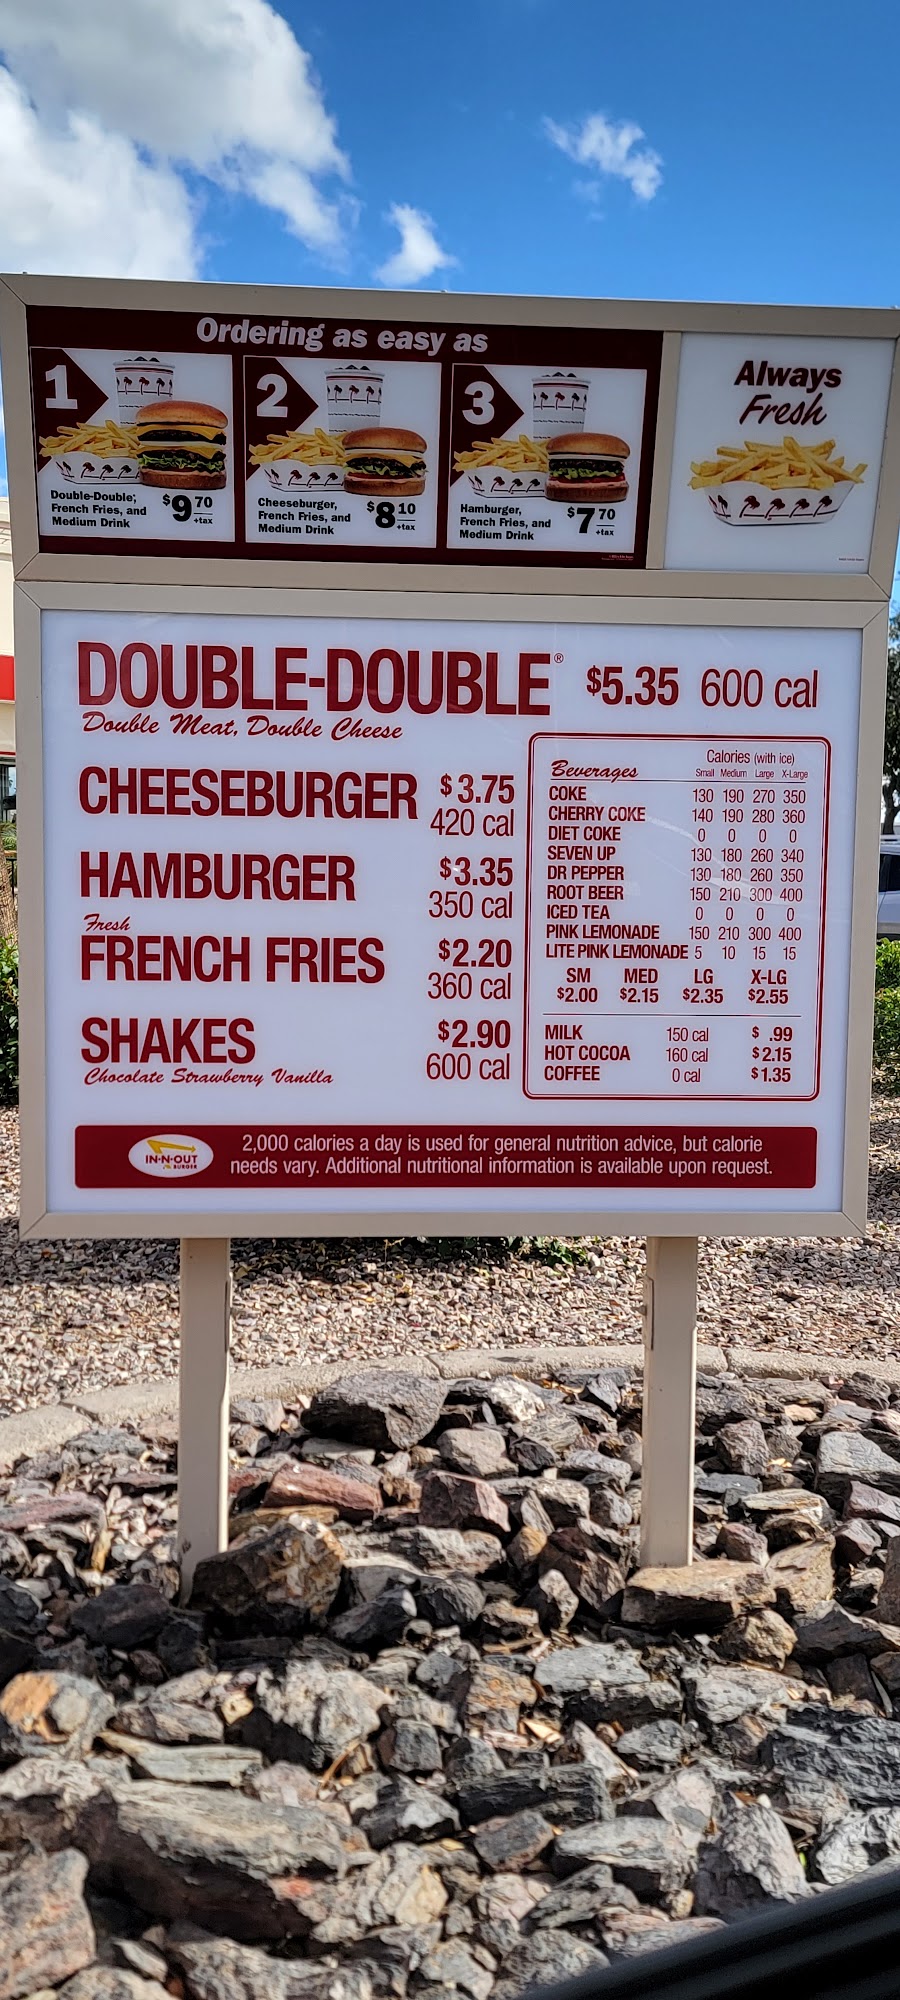 Ordering as easy as
1
Double-Double,
French Fries, and
Medium Drink
$9 70
+tax
2
Cheeseburger,
French Fries, and
Medium Drink
$8 10
+tax
3
Hamburger,
French Fries, and
Medium Drink
$7 70
+tax
Always
Fresh
DOUBLE-DOUBLE® $5.35 600 cal
Double Meat, Double Cheese
CHEESEBURGER $3.75
420 cal
HAMBURGER $3.35
350 cal
Fresh
FRENCH FRIES $2.20
360 cal
SHAKES $2.90
600 cal
Chocolate Strawberry Vanilla
Calories (with ice)
Beverages Small Medium Large X-Large
COKE 130 190 270 350
CHERRY COKE 140 190 280 360
DIET COKE 0 0 0 0
SEVEN UP 130 180 260 340
DR PEPPER 130 180 260 350
ROOT BEER 150 210 300 400
ICED TEA 0 0 0 0
PINK LEMONADE 150 210 300 400
LITE PINK LEMONADE 5 10 15 15
SM MED LG X-LG
$2.00 $2.15 $2.35 $2.55
MILK 150 cal $ .99
HOT COCOA 160 cal $2.15
COFFEE 0 cal $1.35
IN-N-OUT
BURGER
2,000 calories a day is used for general nutrition advice, but calorie
needs vary. Additional nutritional information is available upon request.